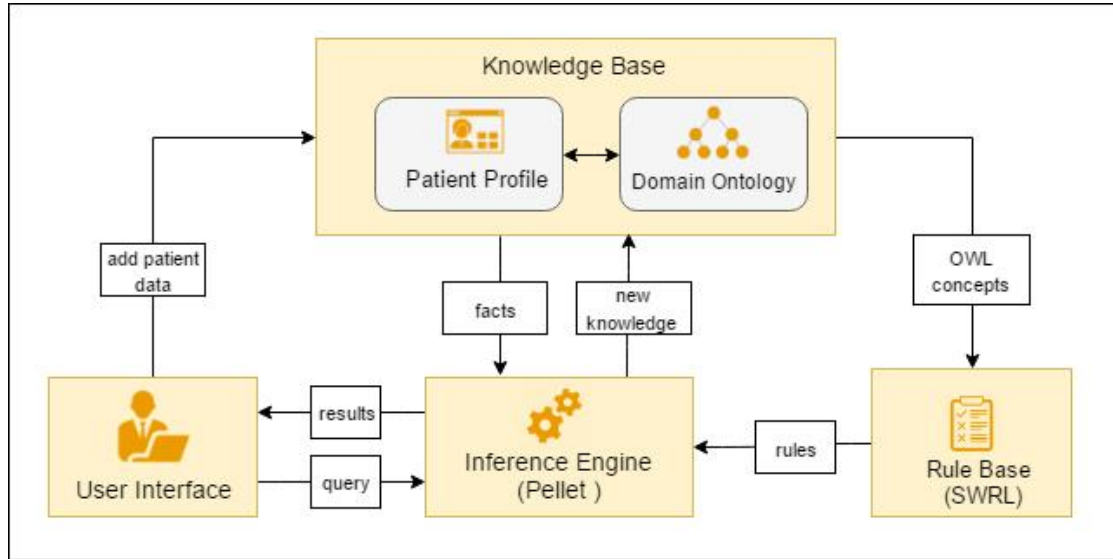 Knowledge Base
Patient Profile
Domain Ontology
add patient
data
facts
new
knowledge
OWL
concepts
User Interface
results
query
Inference Engine
(Pellet )
rules
Rule Base
(SWRL)